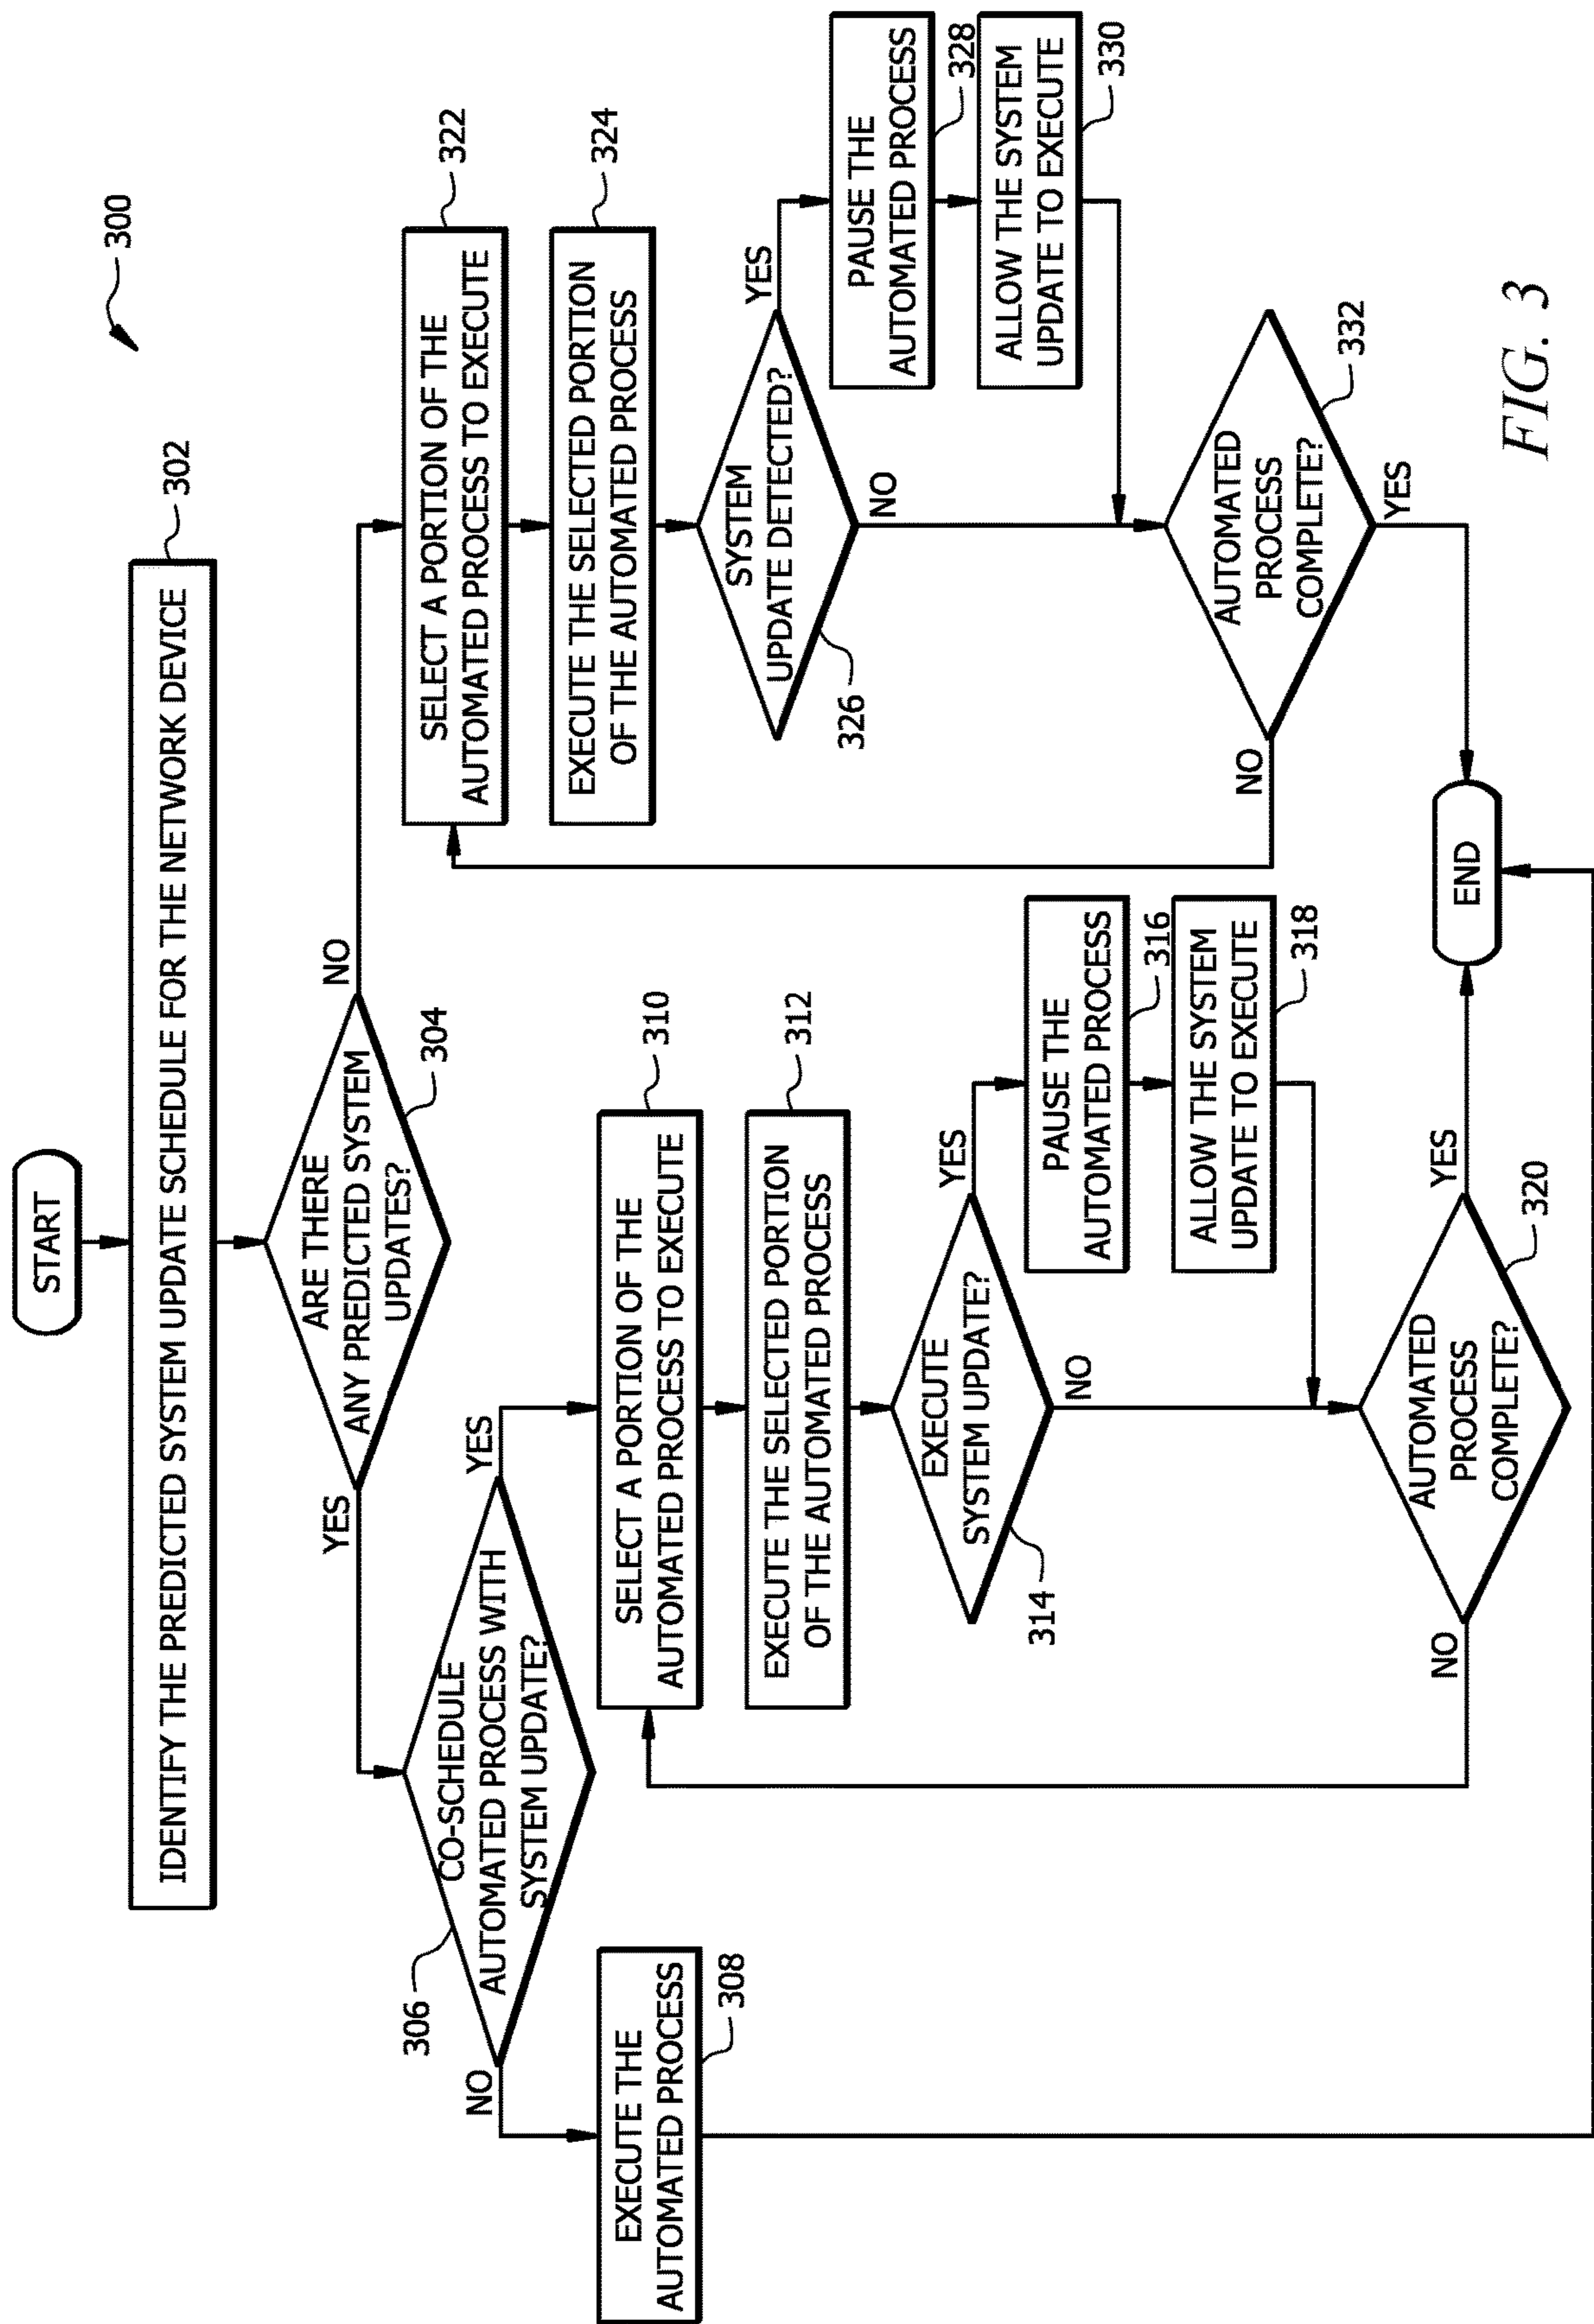 300
START
IDENTIFY THE PREDICTED SYSTEM UPDATE SCHEDULE FOR THE NETWORK DEVICE
302
ARE THERE
ANY PREDICTED SYSTEM
UPDATES?
304
YES
NO
306
CO-SCHEDULE
AUTOMATED PROCESS WITH
SYSTEM UPDATE?
NO
YES
EXECUTE THE
AUTOMATED PROCESS
308
SELECT A PORTION OF THE
AUTOMATED PROCESS TO EXECUTE
310
EXECUTE THE SELECTED PORTION
OF THE AUTOMATED PROCESS
312
EXECUTE
SYSTEM UPDATE?
314
YES
NO
PAUSE THE
AUTOMATED PROCESS
316
ALLOW THE SYSTEM
UPDATE TO EXECUTE
318
AUTOMATED
PROCESS
COMPLETE?
320
NO
YES
SELECT A PORTION OF THE
AUTOMATED PROCESS TO EXECUTE
322
EXECUTE THE SELECTED PORTION
OF THE AUTOMATED PROCESS
324
SYSTEM
UPDATE DETECTED?
326
YES
NO
PAUSE THE
AUTOMATED PROCESS
328
ALLOW THE SYSTEM
UPDATE TO EXECUTE
330
AUTOMATED
PROCESS
COMPLETE?
332
NO
YES
END
FIG. 3